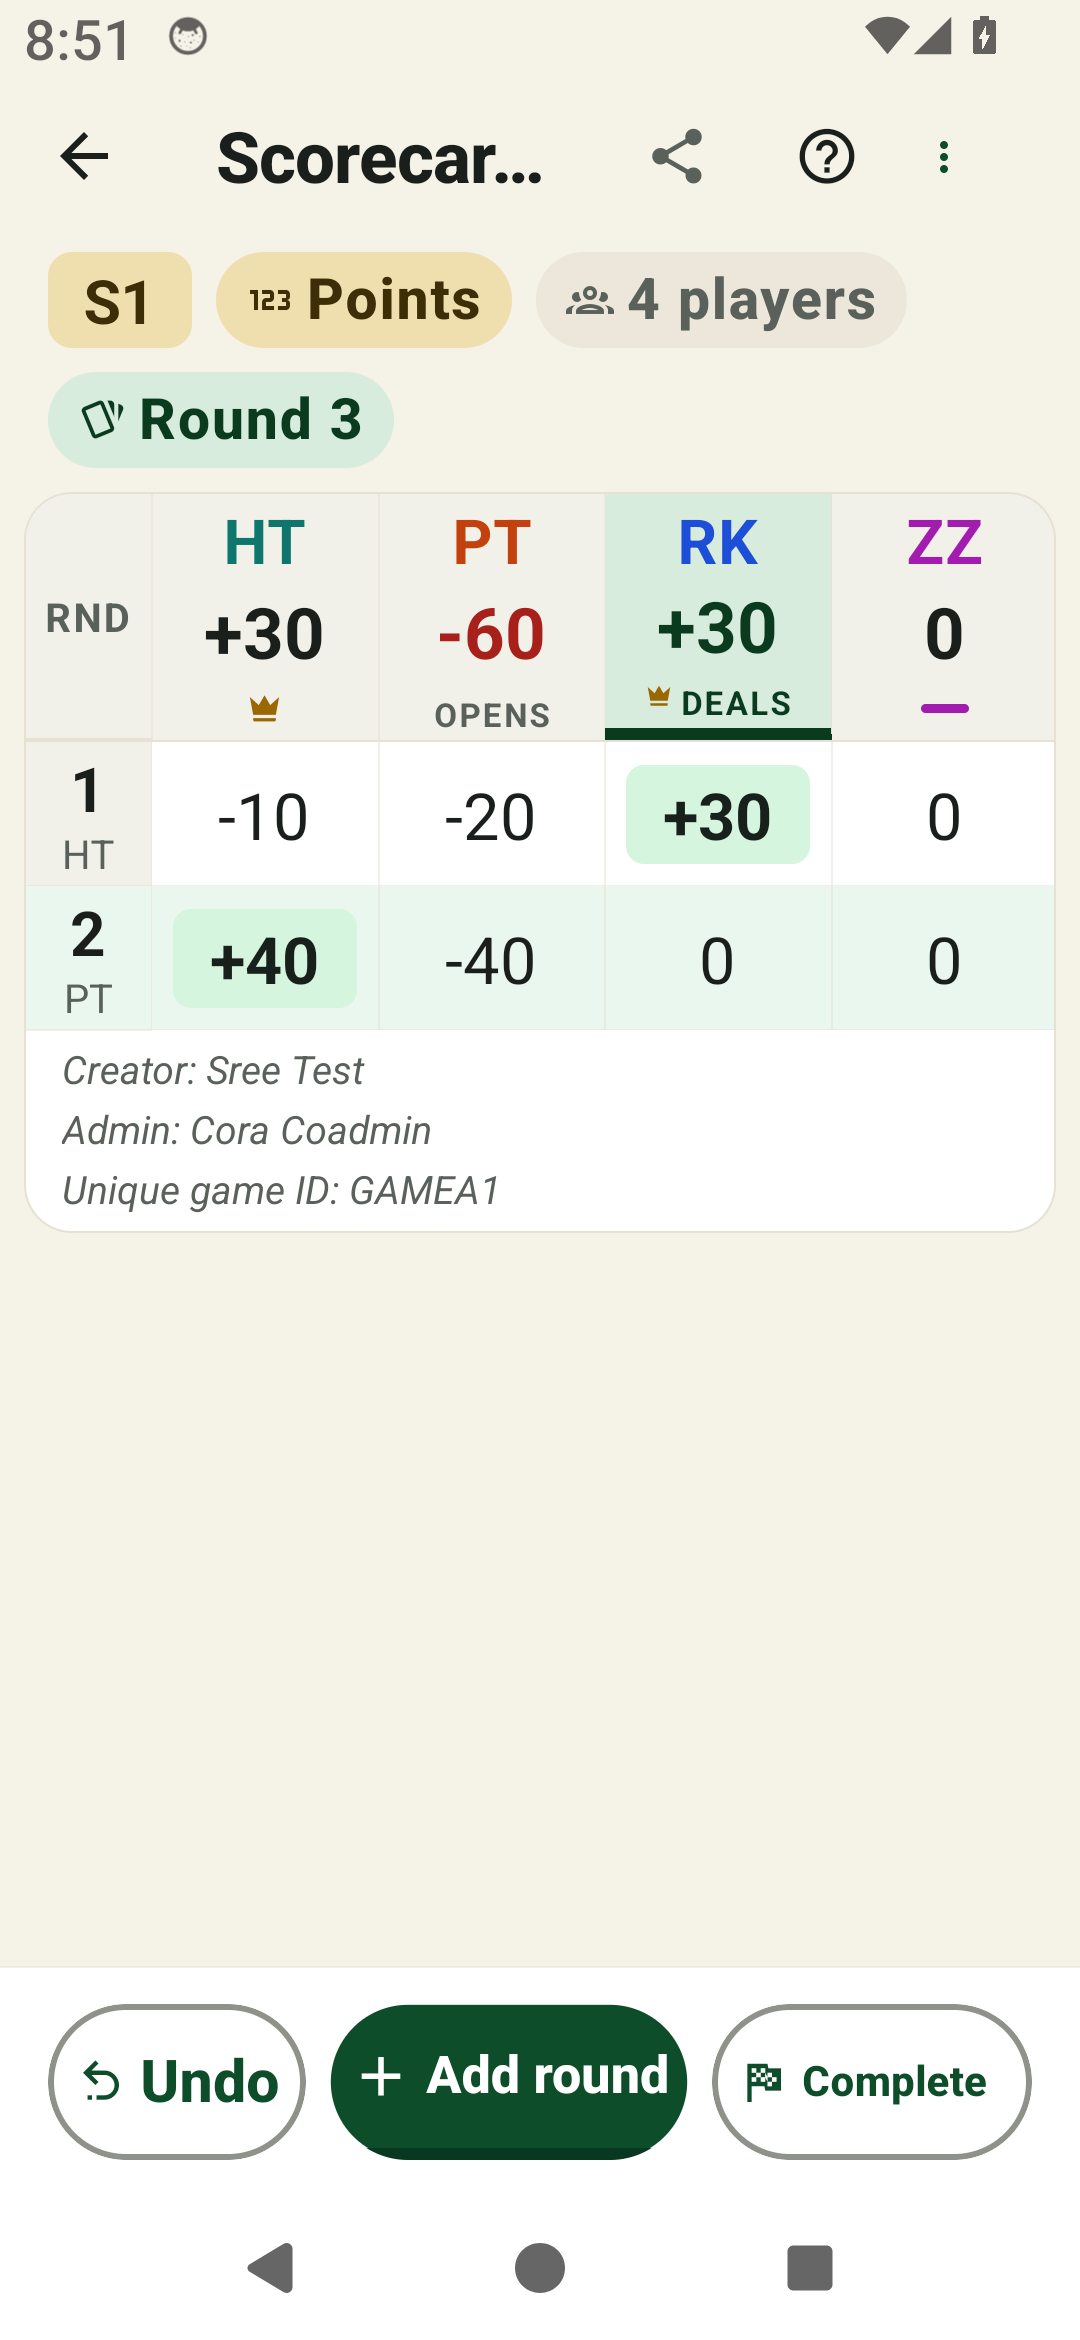 8:51
Scorecar...
S1
123 Points
4 players
Round 3
RND HT PT RK ZZ
+30 -60 +30 0
OPENS DEALS
1 -10 -20 +30 0
HT
2 +40 -40 0 0
PT
Creator: Sree Test
Admin: Cora Coadmin
Unique game ID: GAMEA1
Undo
+ Add round
Complete